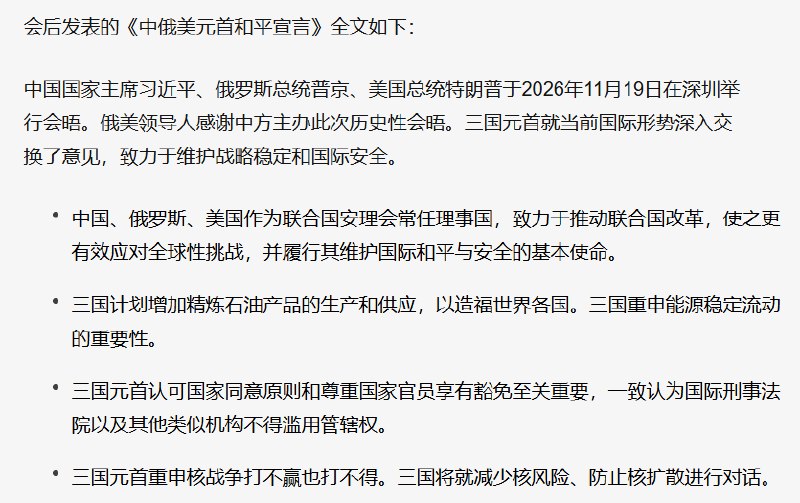 会后发表的《中俄美元首和平宣言》全文如下：
中国国家主席习近平、俄罗斯总统普京、美国总统特朗普于2026年11月19日在深圳举
行会晤。俄美领导人感谢中方主办此次历史性会晤。三国元首就当前国际形势深入交
换了意见，致力于维护战略稳定和国际安全。
• 中国、俄罗斯、美国作为联合国安理会常任理事国，致力于推动联合国改革，使之更
有效应对全球性挑战，并履行其维护国际和平与安全的基本使命。
• 三国计划增加精炼石油产品的生产和供应，以造福世界各国。三国重申能源稳定流动
的重要性。
• 三国元首认可国家同意原则和尊重国家官员享有豁免至关重要，一致认为国际刑事法
院以及其他类似机构不得滥用管辖权。
• 三国元首重申核战争打不赢也打不得。三国将就减少核风险、防止核扩散进行对话。